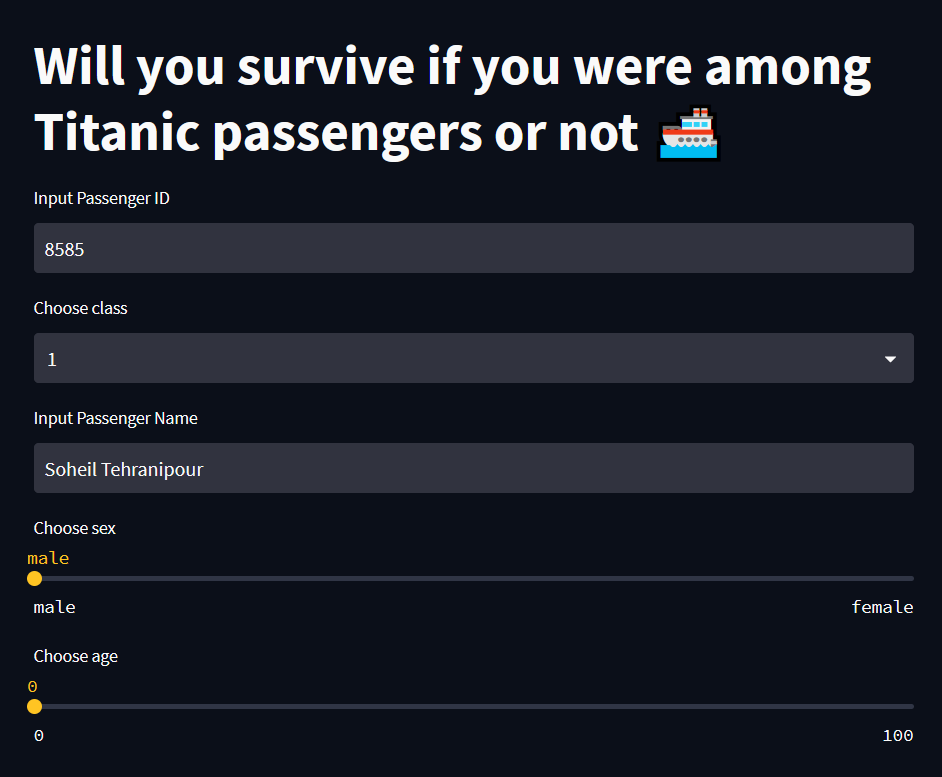 Will you survive if you were among
Titanic passengers or not
Input Passenger ID
8585
Choose class
1
Input Passenger Name
Soheil Tehranipour
Choose sex
male
male female
Choose age
0
0 100